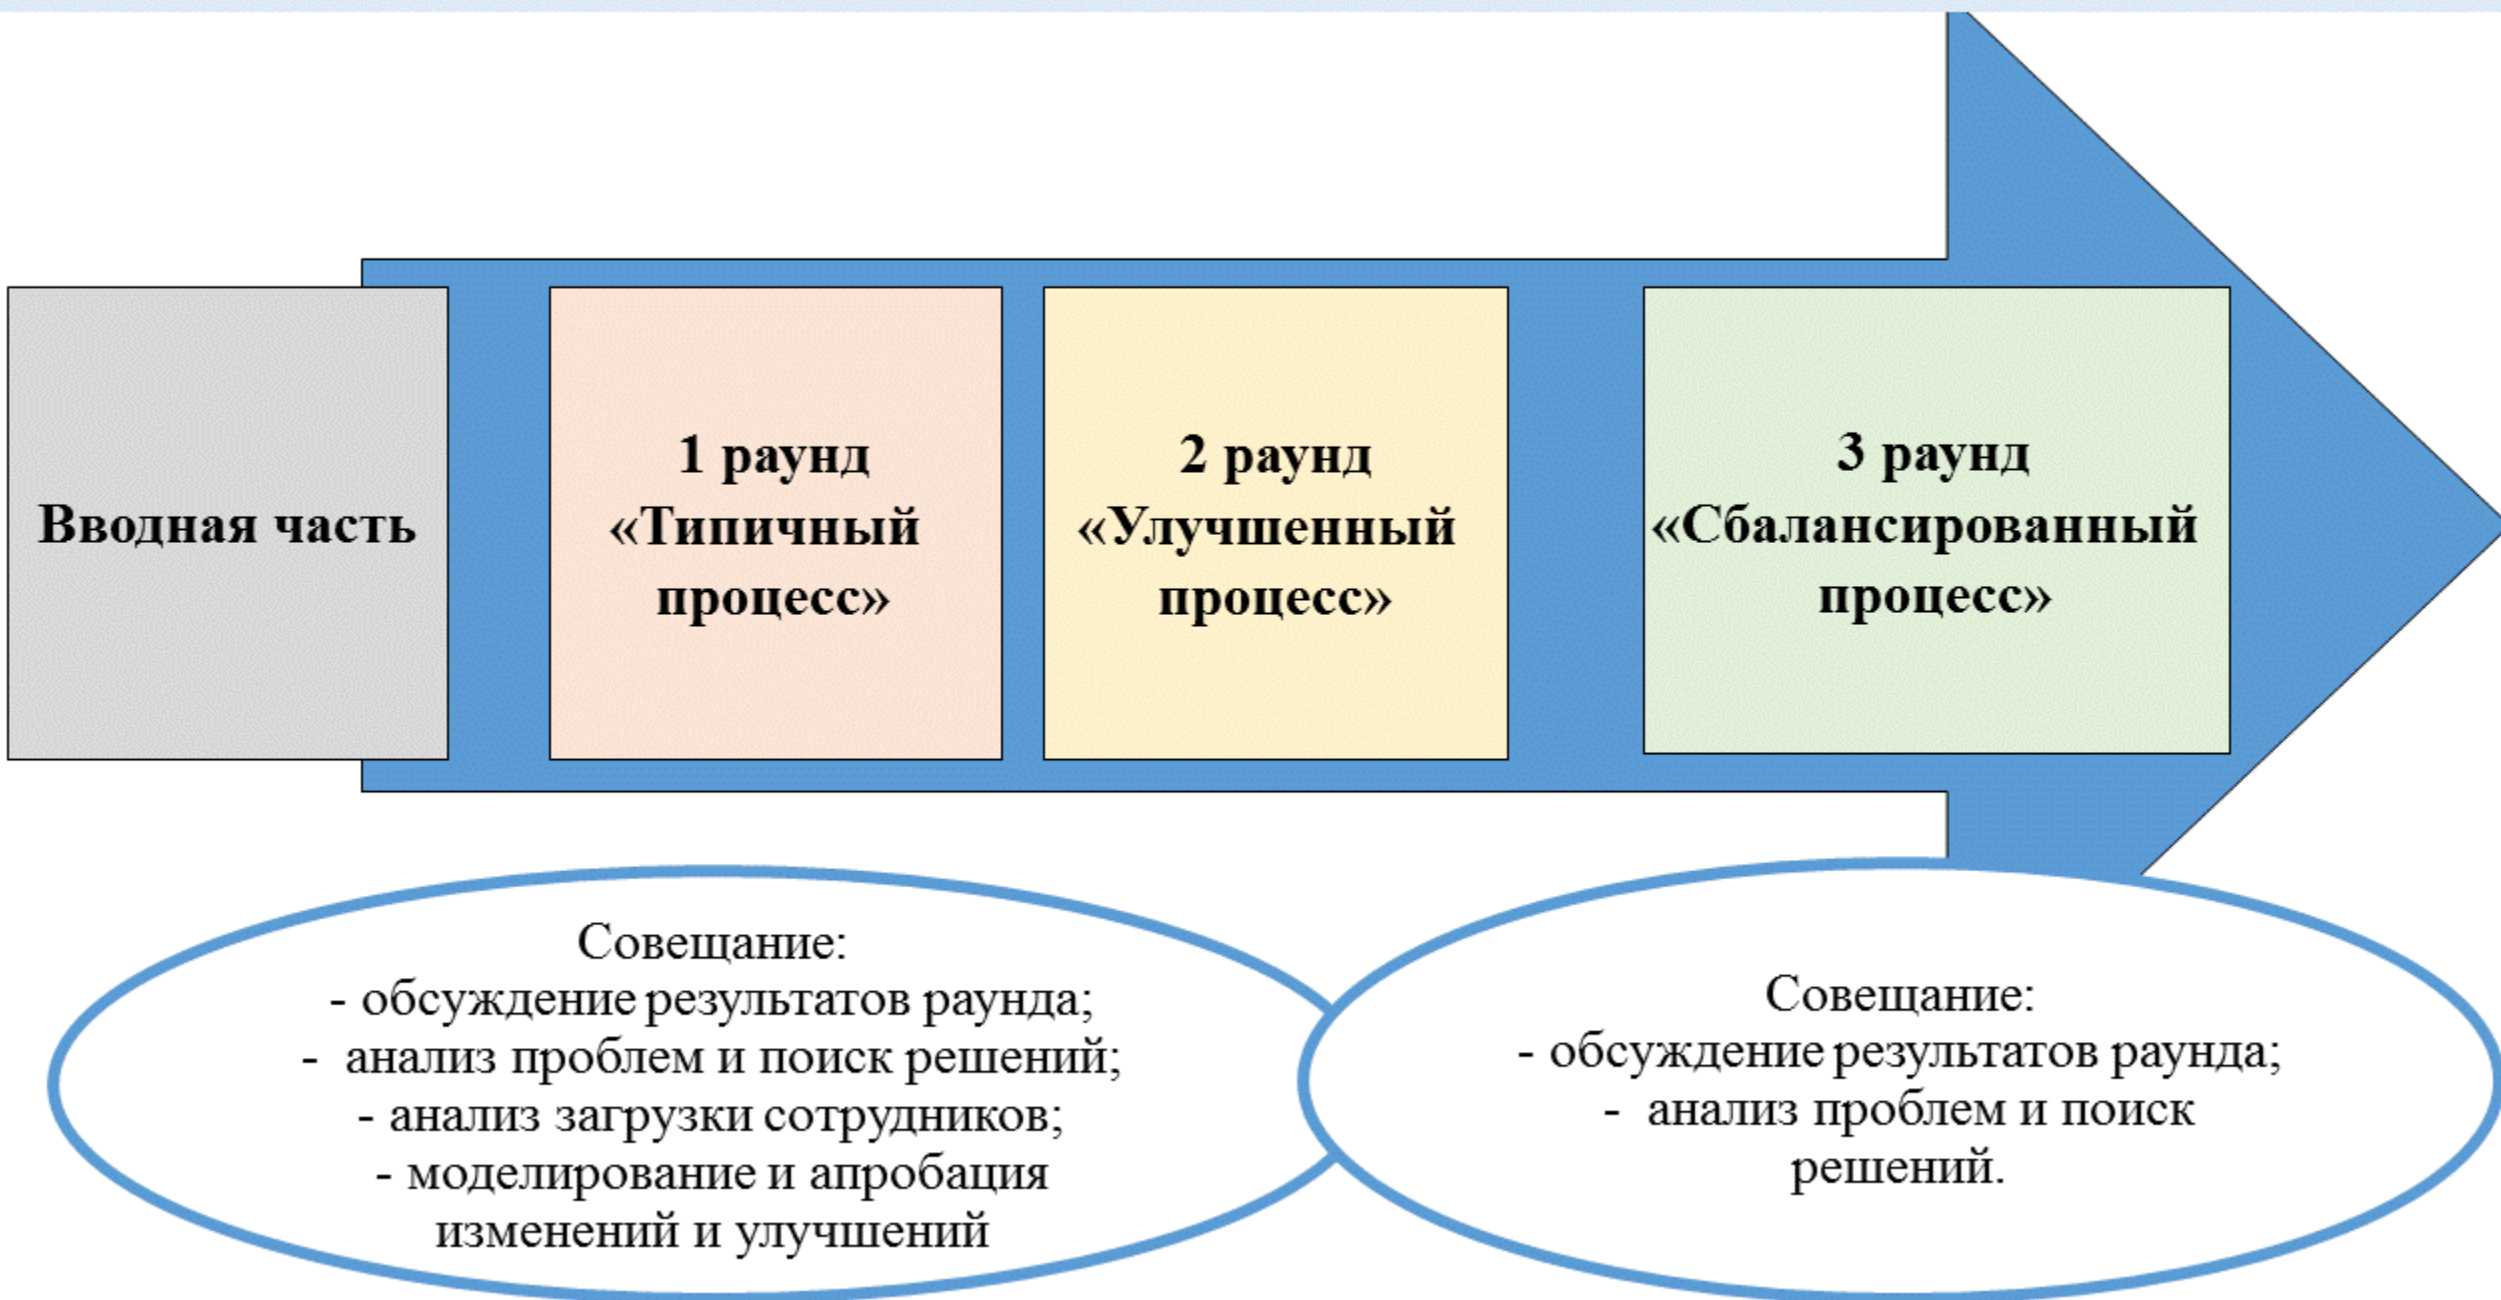 Вводная часть
1 раунд
«Типичный
процесс»
2 раунд
«Улучшенный
процесс»
3 раунд
«Сбалансированный
процесс»
Совещание:
- обсуждение результатов раунда;
- анализ проблем и поиск решений;
- анализ загрузки сотрудников;
- моделирование и апробация
изменений и улучшений
Совещание:
- обсуждение результатов раунда;
- анализ проблем и поиск
решений.